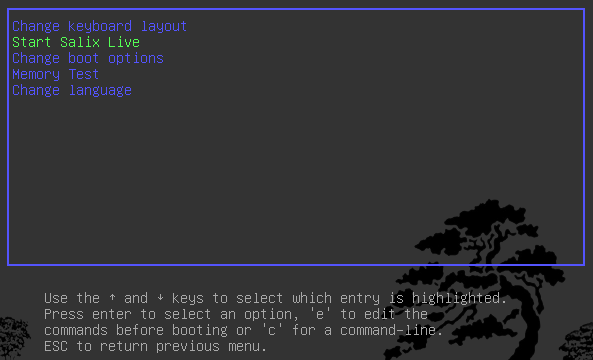 Change keyboard layout
Start Salix Live
Change boot options
Memory Test
Change language
Use the ↑ and ↓ keys to select which entry is highlighted.
Press enter to select an option, 'e' to edit the
commands before booting or 'c' for a command-line.
ESC to return previous menu.